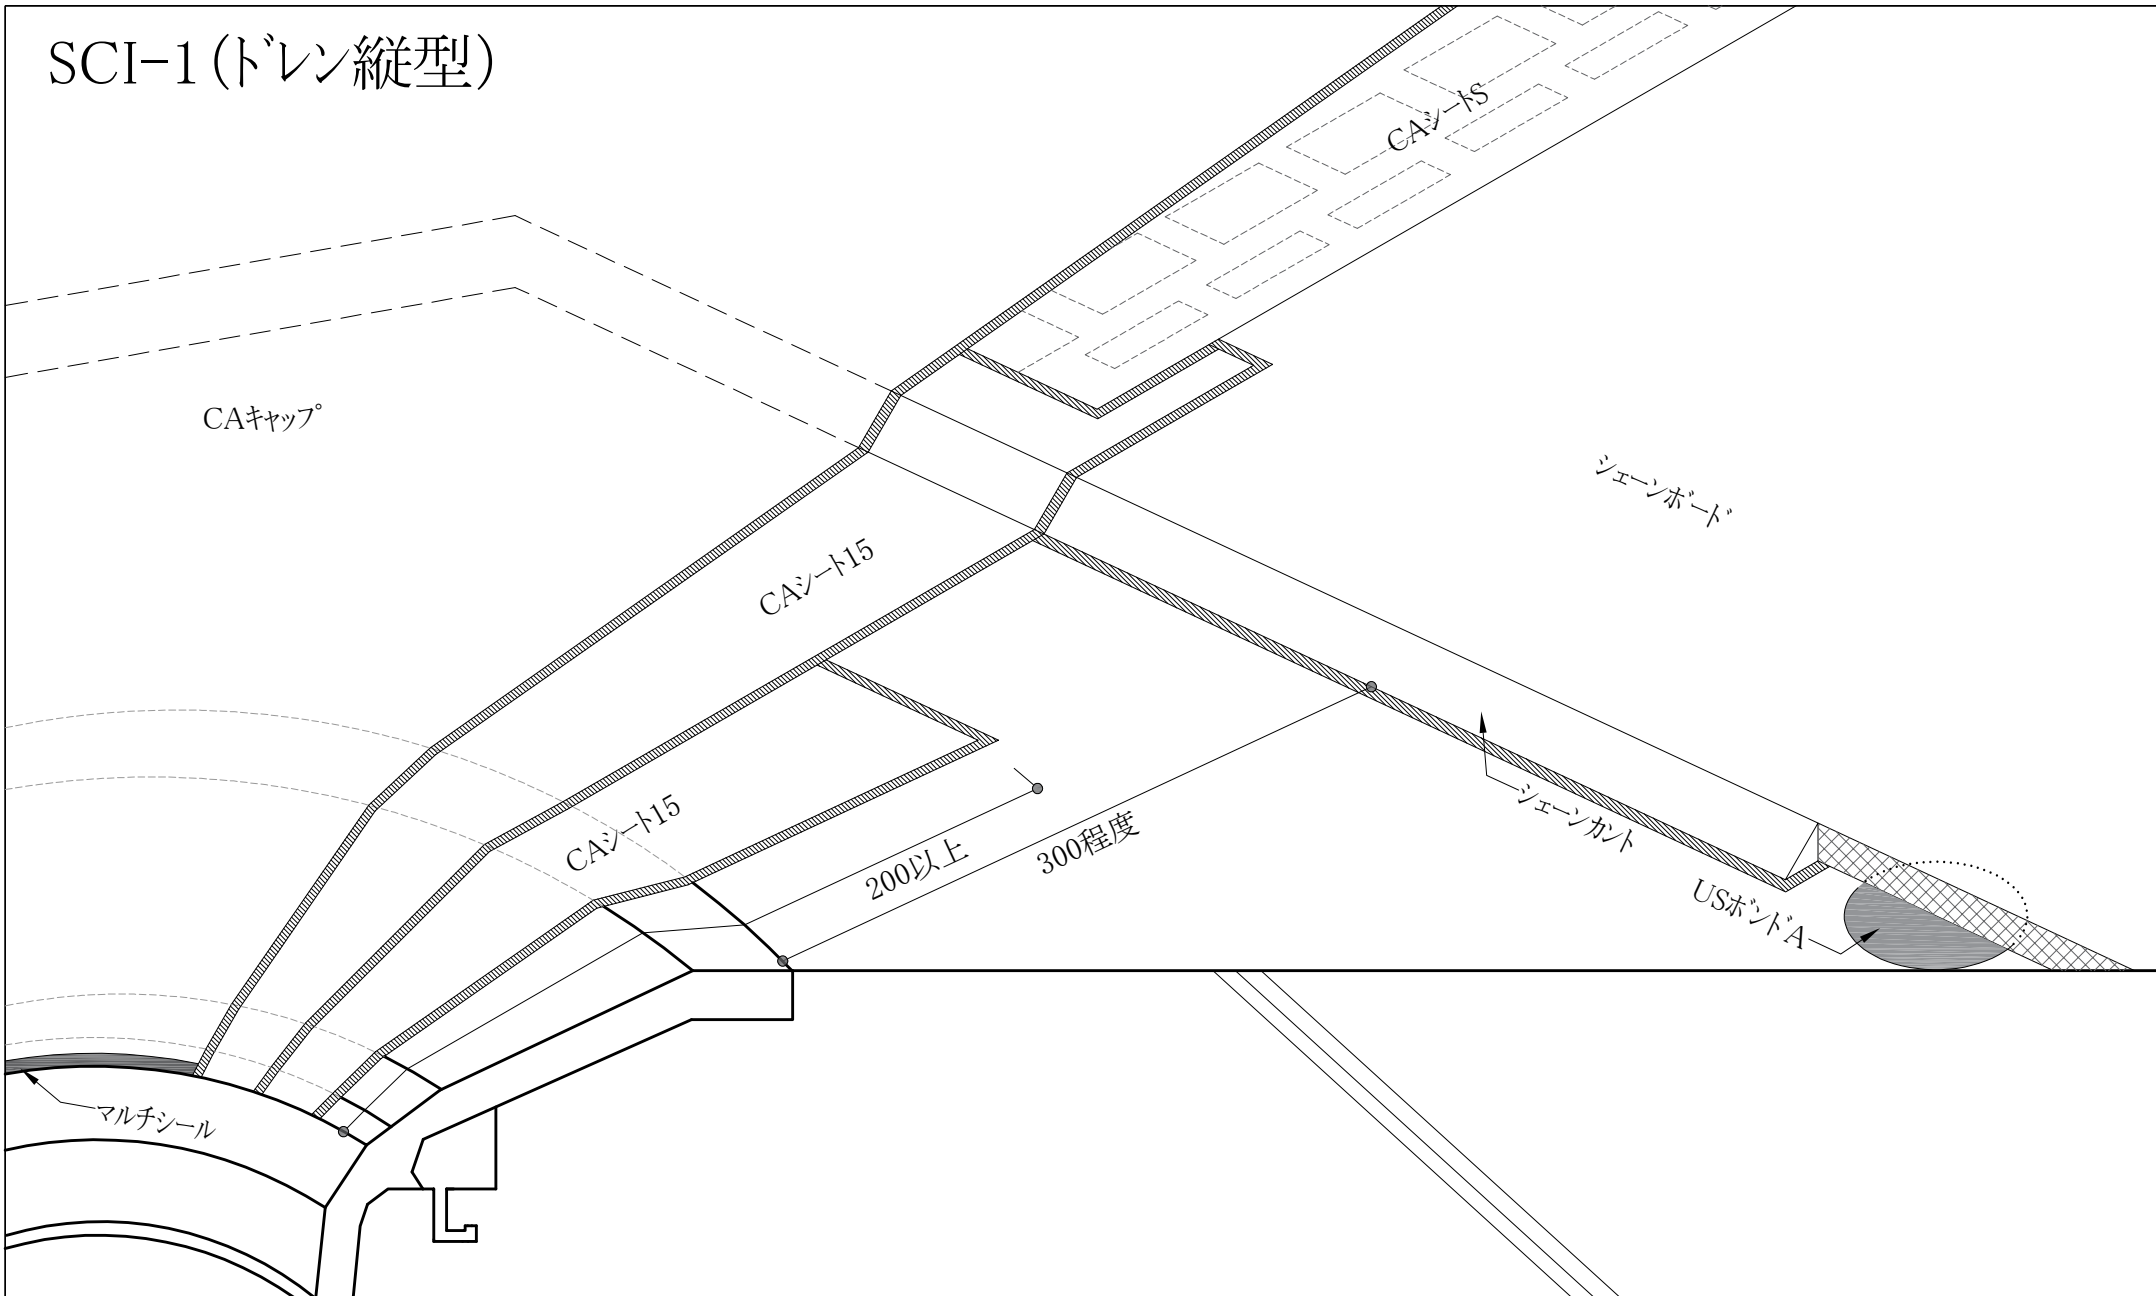 SCI-1(ドレン縦型)
CAシートS
CAキャップ
シェーンボード
CAシート15
CAシート15
200以上
300程度
シェーンカント
USボンドA
マルチシール